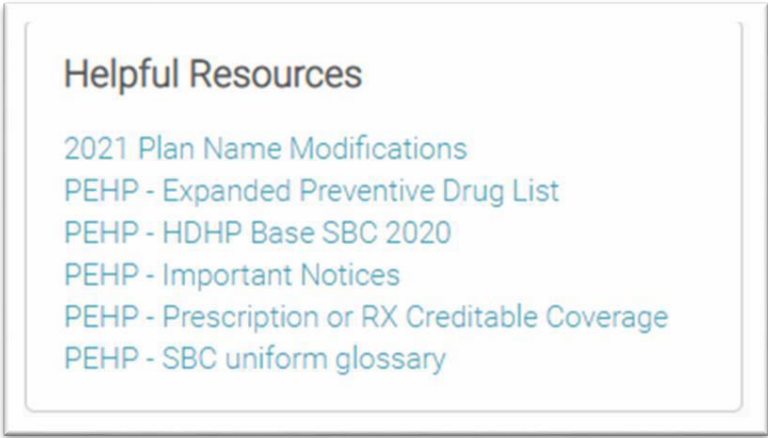 Helpful Resources
2021 Plan Name Modifications
PEHP - Expanded Preventive Drug List
PEHP - HDHP Base SBC 2020
PEHP - Important Notices
PEHP - Prescription or RX Creditable Coverage
PEHP - SBC uniform glossary